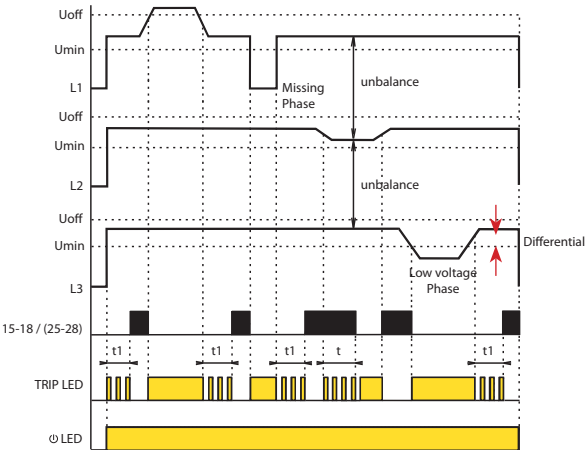 Uoff
Umin
L1
Missing
Phase
unbalance
Uoff
Umin
L2
unbalance
Uoff
Umin
L3
Differential
Low voltage
Phase
15-18 / (25-28)
t1
t1
t1
t
t1
TRIP LED
⏻ LED